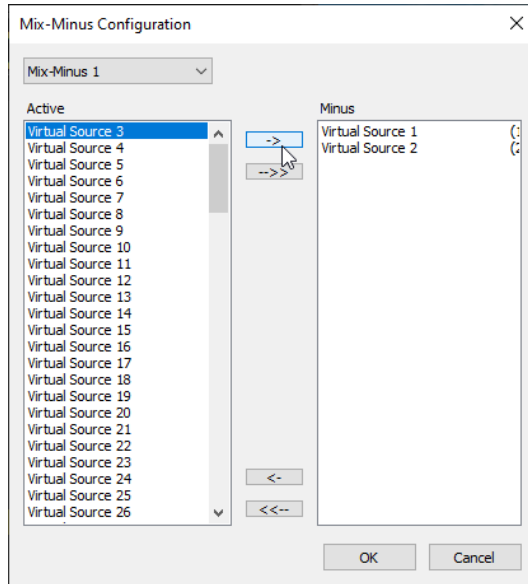 Mix-Minus Configuration
Mix-Minus 1
Active
Minus
Virtual Source 3
Virtual Source 4
Virtual Source 5
Virtual Source 6
Virtual Source 7
Virtual Source 8
Virtual Source 9
Virtual Source 10
Virtual Source 11
Virtual Source 12
Virtual Source 13
Virtual Source 14
Virtual Source 15
Virtual Source 16
Virtual Source 17
Virtual Source 18
Virtual Source 19
Virtual Source 20
Virtual Source 21
Virtual Source 22
Virtual Source 23
Virtual Source 24
Virtual Source 25
Virtual Source 26
->
-->>
<-
<<--
Virtual Source 1 (1
Virtual Source 2 (2
OK
Cancel